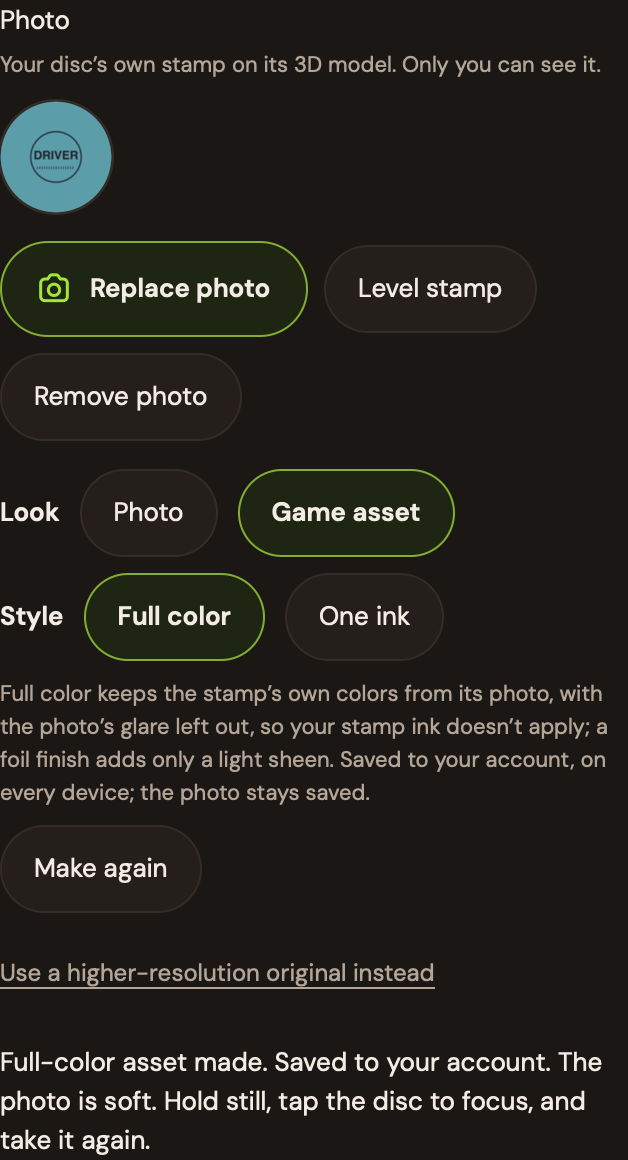 Photo
Your disc’s own stamp on its 3D model. Only you can see it.
DRIVER
Replace photo
Level stamp
Remove photo
Look
Photo
Game asset
Style
Full color
One ink
Full color keeps the stamp’s own colors from its photo, with
the photo’s glare left out, so your stamp ink doesn’t apply; a
foil finish adds only a light sheen. Saved to your account, on
every device; the photo stays saved.
Make again
Use a higher-resolution original instead
Full-color asset made. Saved to your account. The
photo is soft. Hold still, tap the disc to focus, and
take it again.